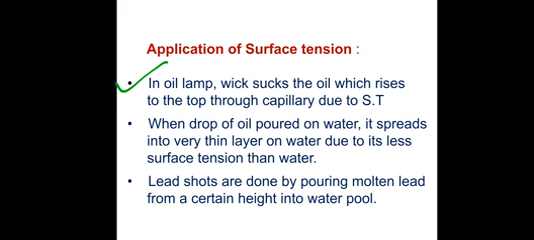 Application of Surface tension :
• In oil lamp, wick sucks the oil which rises
to the top through capillary due to S.T
• When drop of oil poured on water, it spreads
into very thin layer on water due to its less
surface tension than water.
• Lead shots are done by pouring molten lead
from a certain height into water pool.